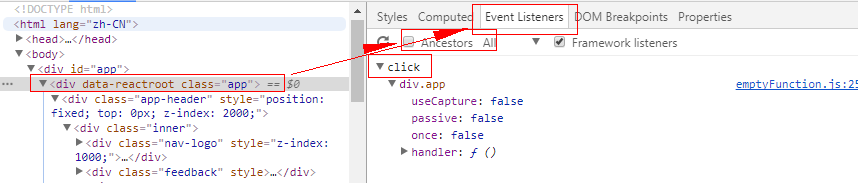 <!DOCTYPE html>
<html lang="zh-CN">
<head>…</head>
<body>
<div id="app">
<div data-reactroot class="app"> == $0
<div class="app-header" style="position:
fixed; top: 0px; z-index: 2000;">
<div class="inner">
<div class="nav-logo" style="z-index:
1000;">…</div>
<div class="feedback" style>…</div>
Styles Computed Event Listeners DOM Breakpoints Properties
Ancestors All Framework listeners
click
div.app emptyFunction.js:25
useCapture: false
passive: false
once: false
handler: ƒ ()